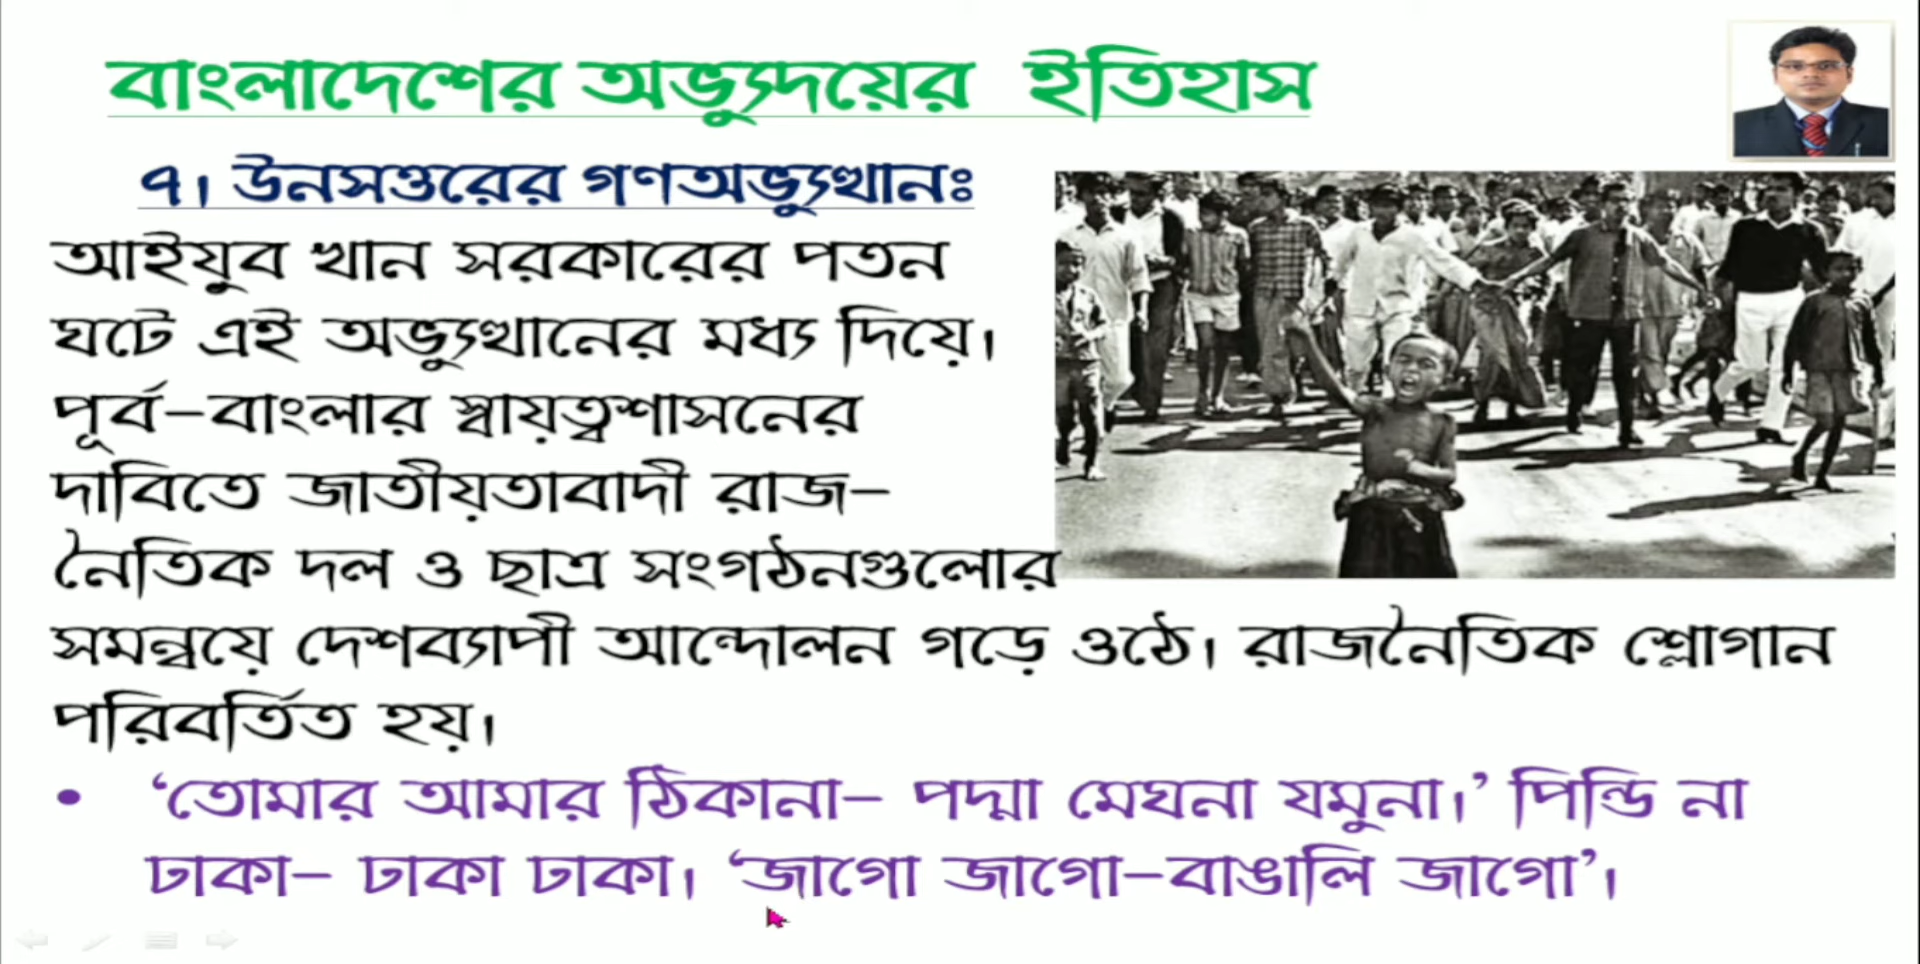 বাংলাদেশের অভ্যুদয়ের ইতিহাস
৭। উনসত্তরের গণঅভ্যুত্থানঃ
আইযুব খান সরকারের পতন
ঘটে এই অভ্যুত্থানের মধ্য দিয়ে।
পূর্ব-বাংলার স্বায়ত্বশাসনের
দাবিতে জাতীয়তাবাদী রাজ-
নৈতিক দল ও ছাত্র সংগঠনগুলোর
সমন্বয়ে দেশব্যাপী আন্দোলন গড়ে ওঠে। রাজনৈতিক শ্লোগান
পরিবর্তিত হয়।
• ‘তোমার আমার ঠিকানা- পদ্মা মেঘনা যমুনা।’ পিন্ডি না
ঢাকা- ঢাকা ঢাকা। ‘জাগো জাগো-বাঙালি জাগো’।